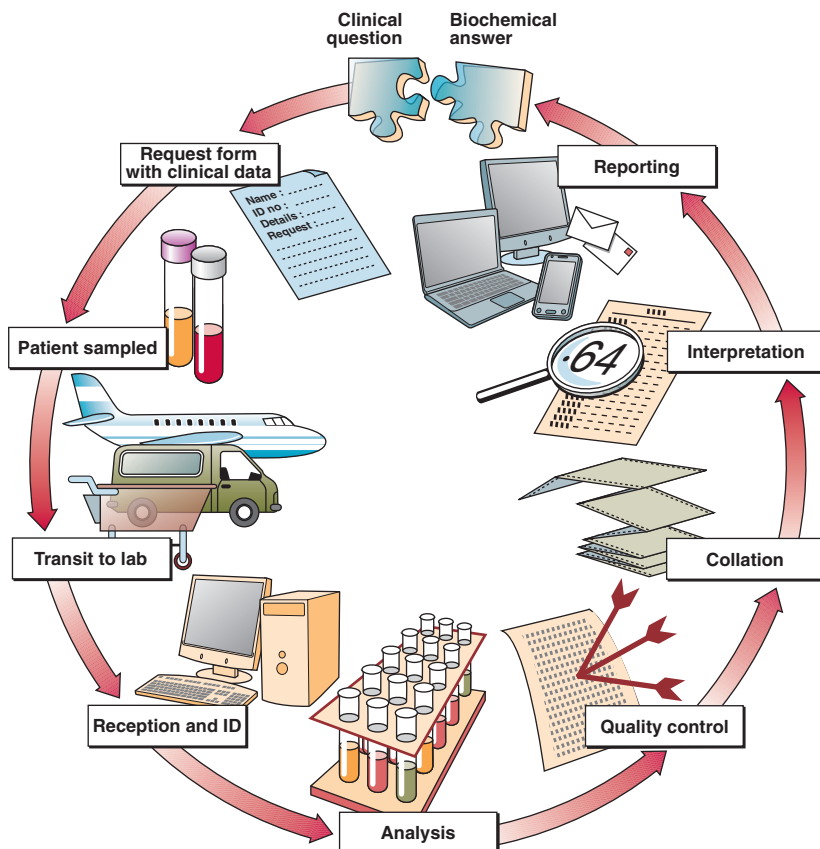 Clinical
question
Biochemical
answer
Request form
with clinical data
Name :
ID no :
Details :
Request :
Patient sampled
Transit to lab
Reception and ID
Analysis
Quality control
Collation
Interpretation
.64
Reporting